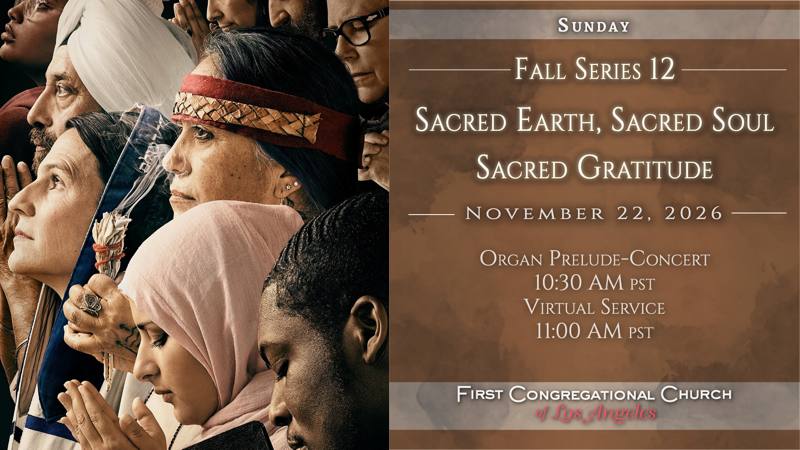 Sunday
Fall Series 12
Sacred Earth, Sacred Soul
Sacred Gratitude
November 22, 2026
Organ Prelude-Concert
10:30 AM PST
Virtual Service
11:00 AM PST
First Congregational Church
of Los Angeles